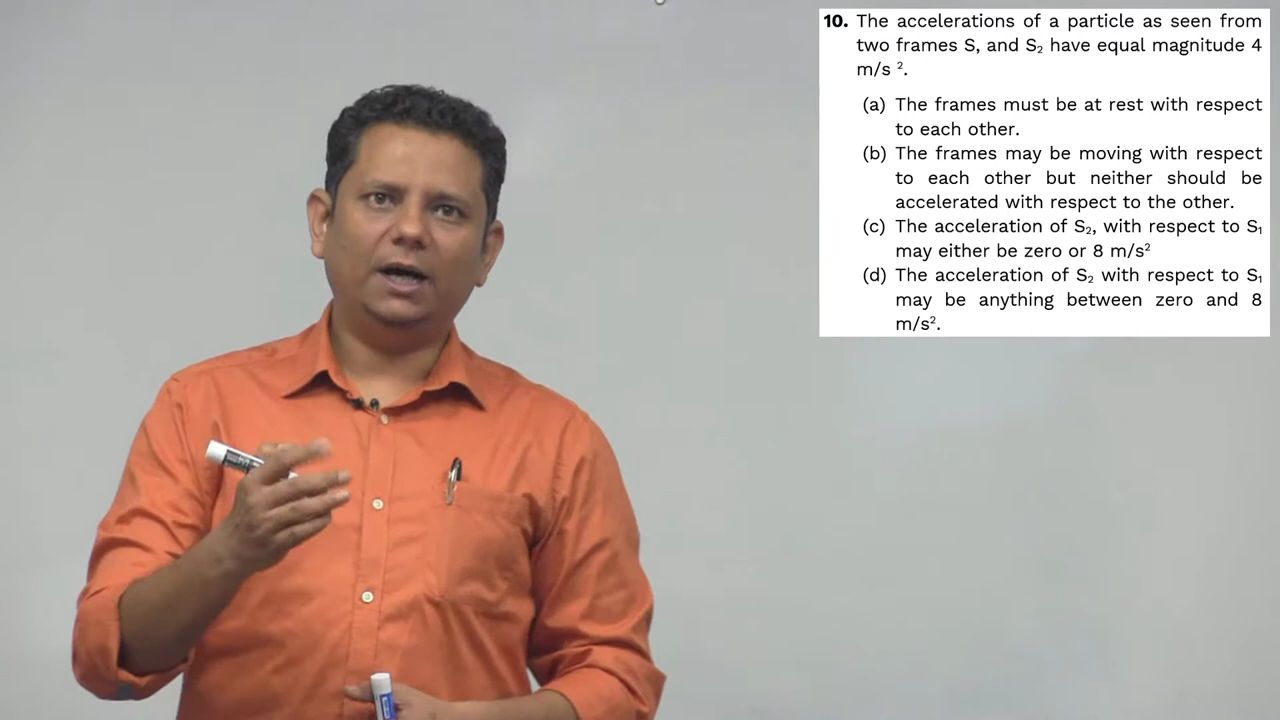 10. The accelerations of a particle as seen from
two frames S, and S₂ have equal magnitude 4
m/s ².
(a) The frames must be at rest with respect
to each other.
(b) The frames may be moving with respect
to each other but neither should be
accelerated with respect to the other.
(c) The acceleration of S₂, with respect to S₁
may either be zero or 8 m/s²
(d) The acceleration of S₂ with respect to S₁
may be anything between zero and 8
m/s².